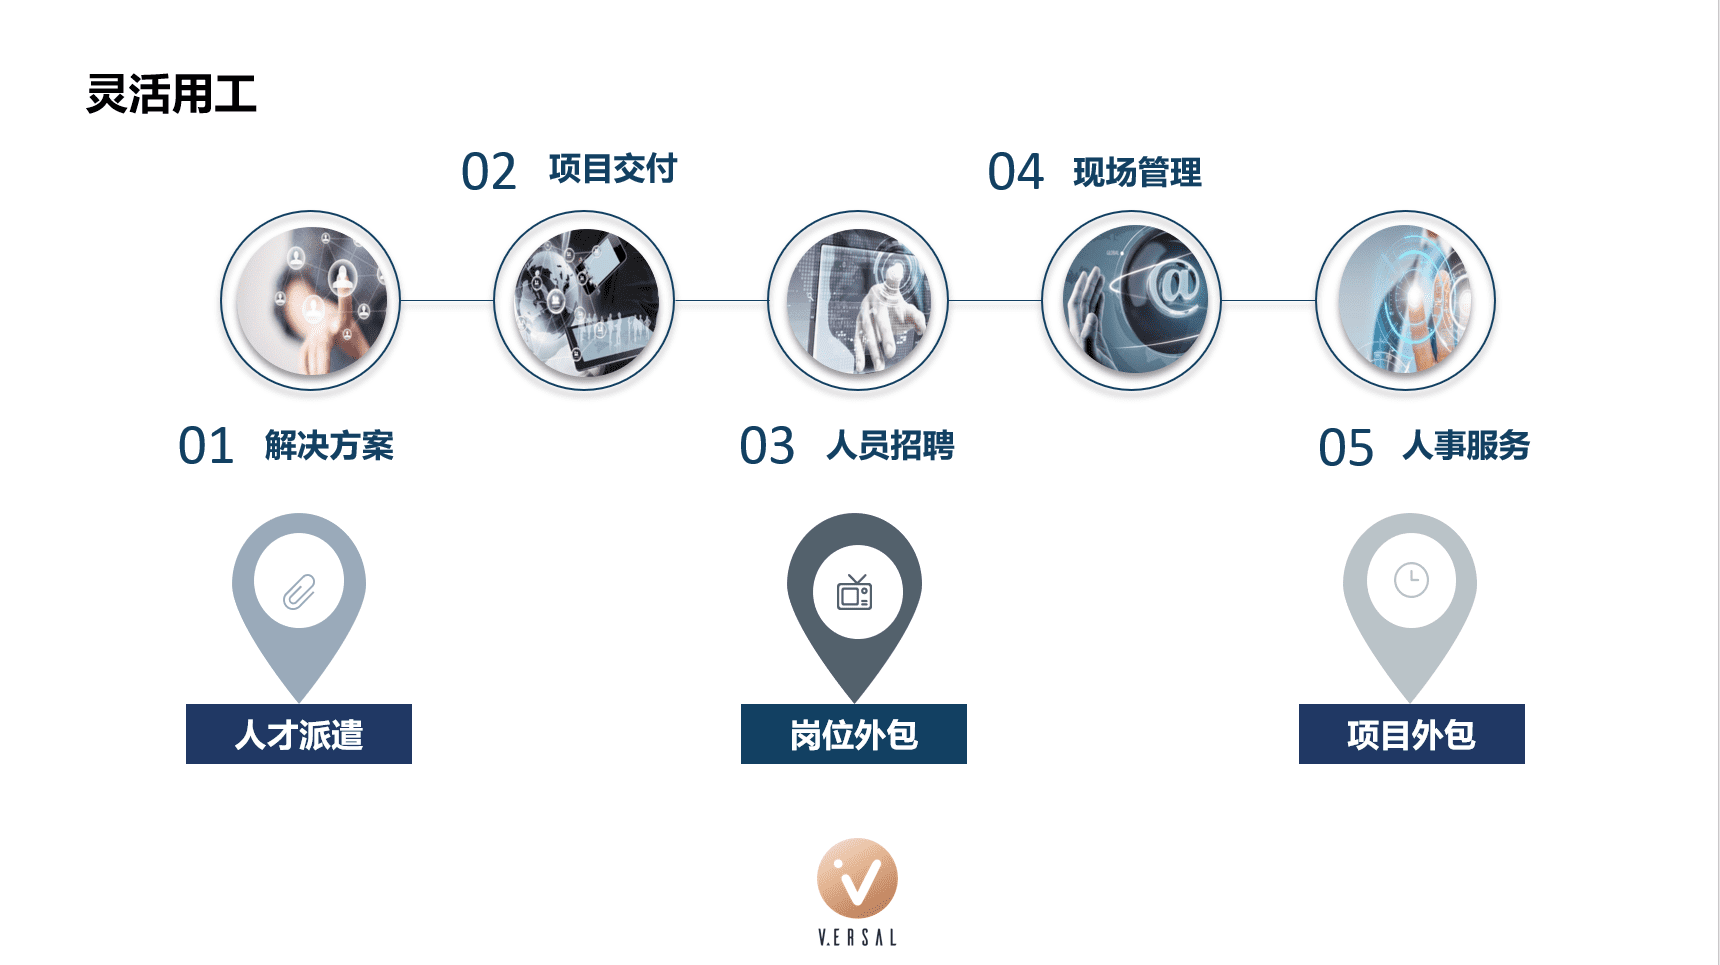 灵活用工
02 项目交付
04 现场管理
01 解决方案
03 人员招聘
05 人事服务
人才派遣
岗位外包
项目外包
V.ERSAL